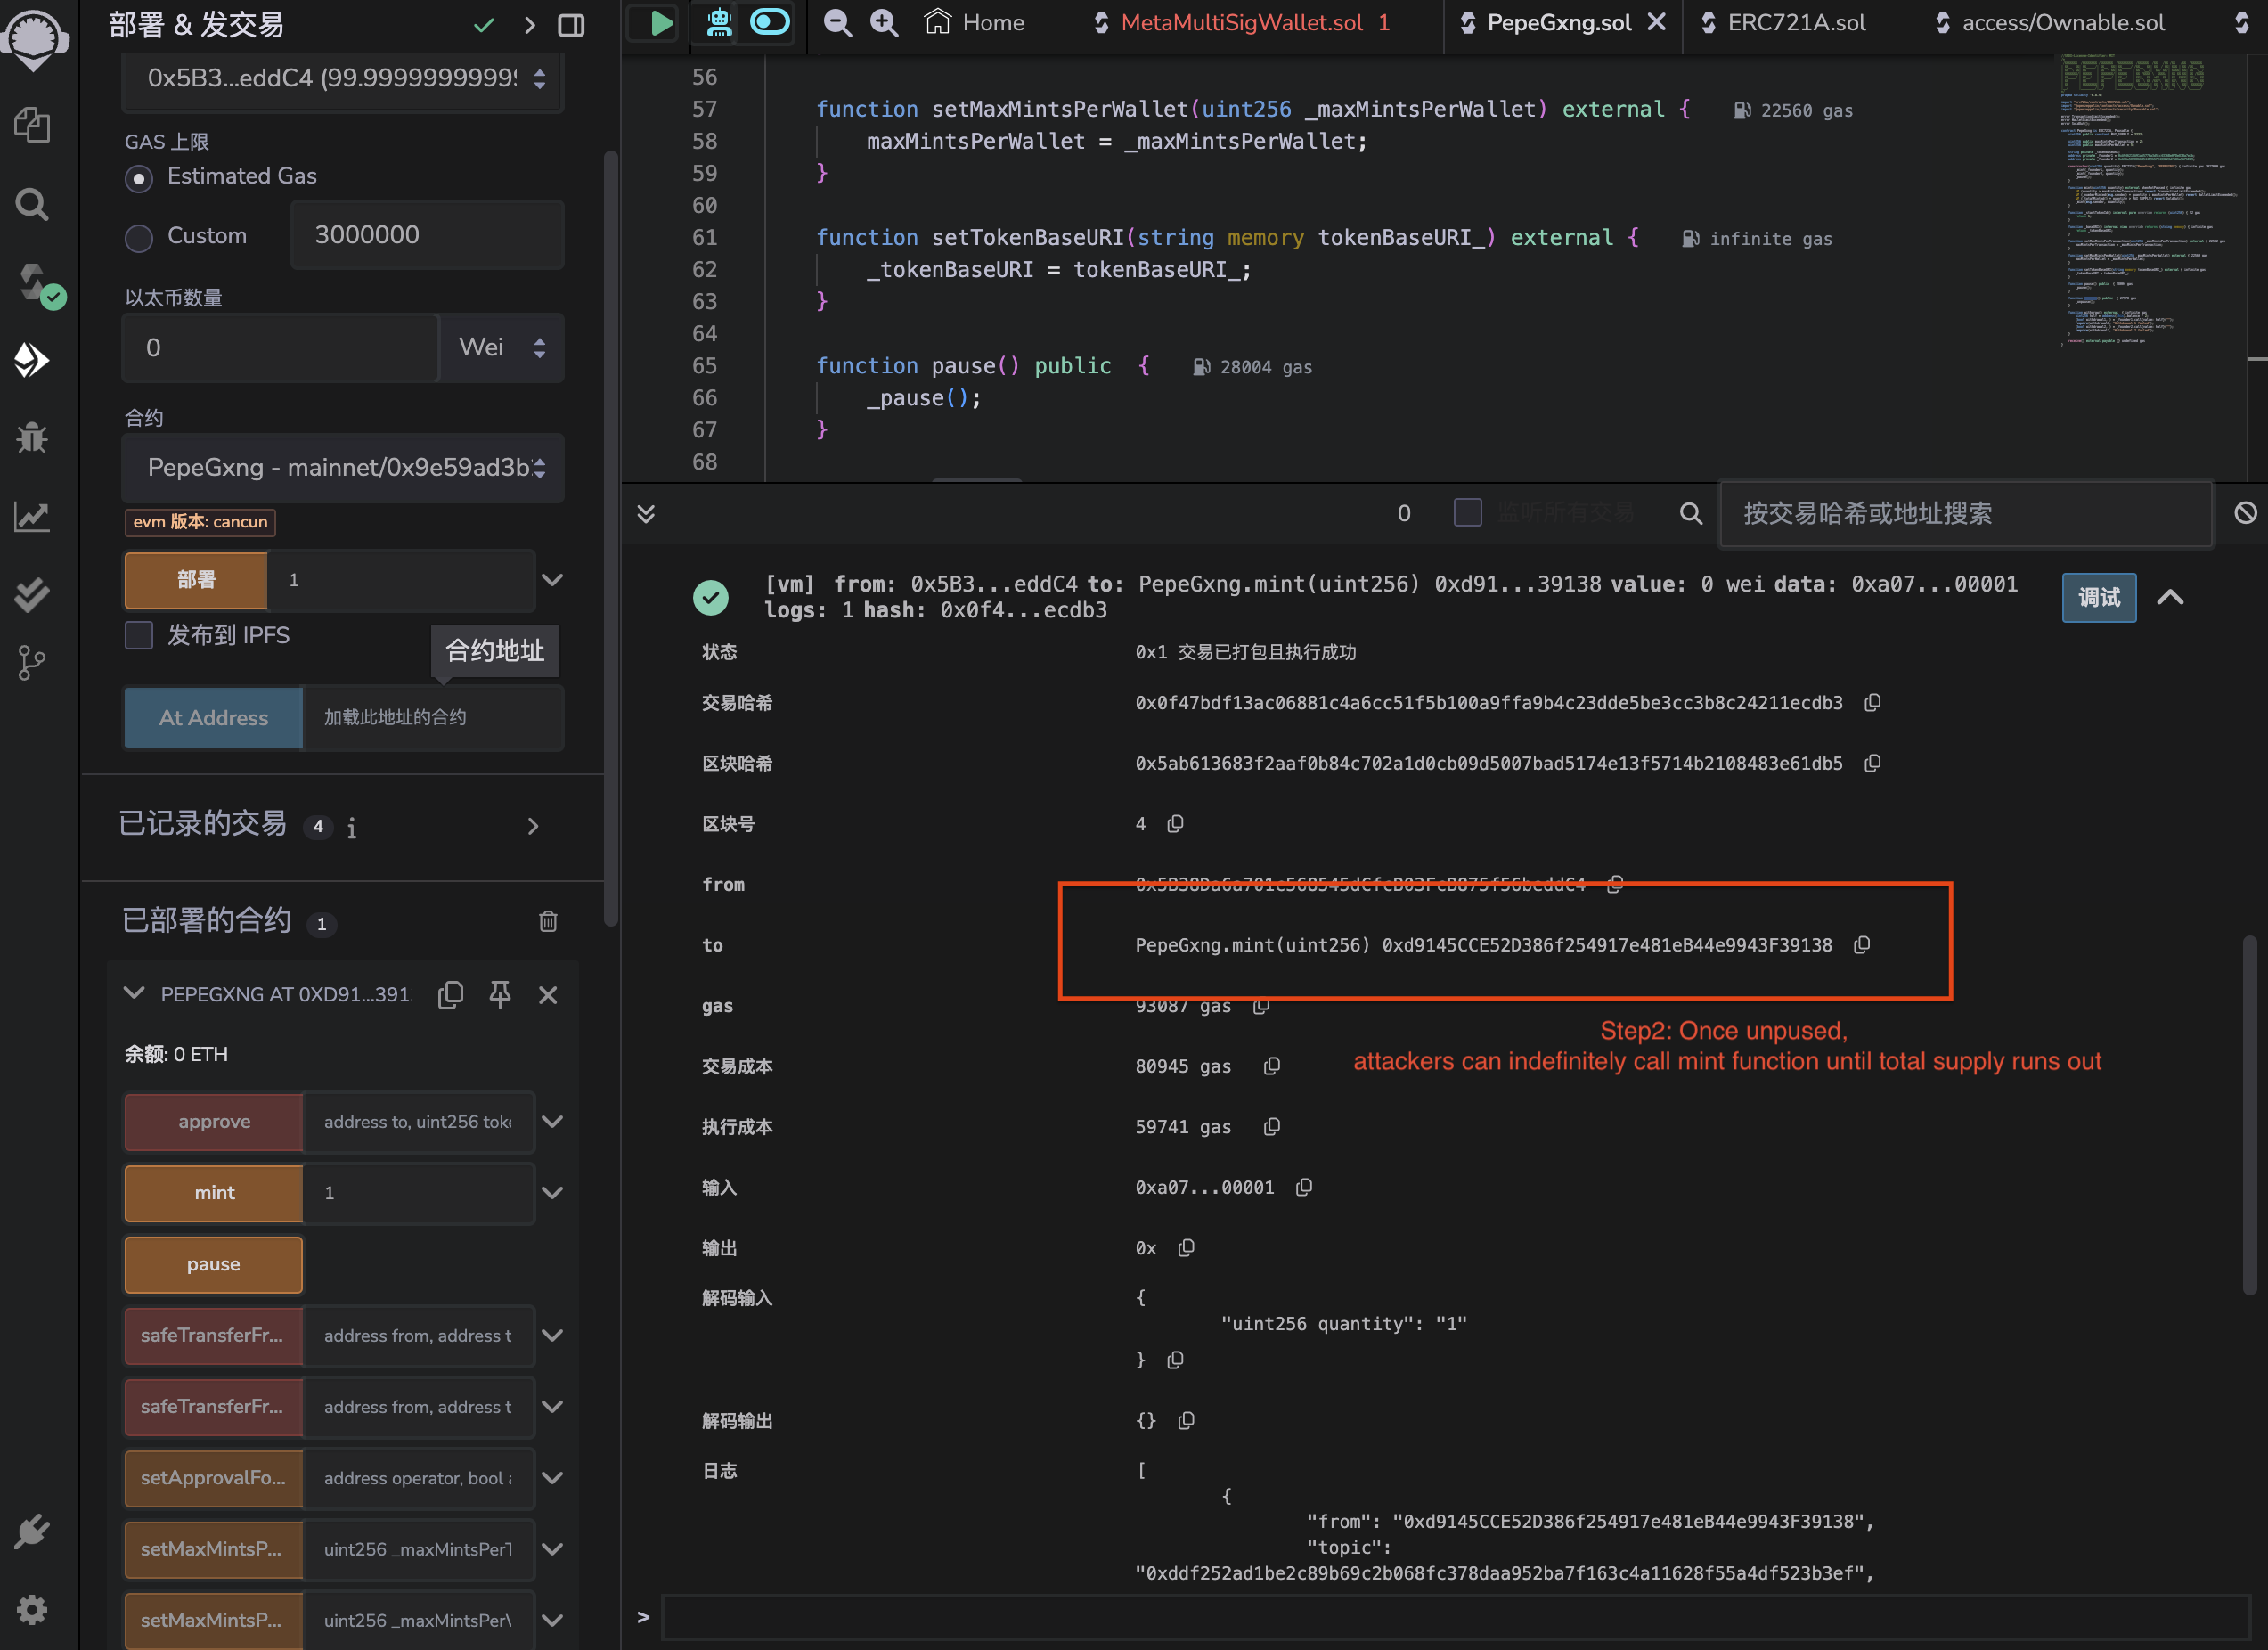 部署 & 发交易
0x5B3...eddC4 (99.9999999999
GAS 上限
Estimated Gas
Custom
3000000
以太币数量
0
Wei
合约
PepeGxng - mainnet/0x9e59ad3b
evm 版本: cancun
部署
1
发布到 IPFS
合约地址
At Address
加载此地址的合约
已记录的交易 4 i
已部署的合约 1
PEPEGXNG AT 0XD91...391
余额: 0 ETH
approve
address to, uint256 toke
mint
1
pause
safeTransferFr...
address from, address t
safeTransferFr...
address from, address t
setApprovalFo...
address operator, bool a
setMaxMintsP...
uint256 _maxMintsPerT
setMaxMintsP...
uint256 _maxMintsPer\
Home
MetaMultiSigWallet.sol 1
PepeGxng.sol
ERC721A.sol
access/Ownable.sol
56
57 function setMaxMintsPerWallet(uint256 _maxMintsPerWallet) external { 22560 gas
58 maxMintsPerWallet = _maxMintsPerWallet;
59 }
60
61 function setTokenBaseURI(string memory tokenBaseURI_) external { infinite gas
62 _tokenBaseURI = tokenBaseURI_;
63 }
64
65 function pause() public { 28004 gas
66 _pause();
67 }
68
PEPEGXNG
0
监听所有交易
按交易哈希或地址搜索
[vm] from: 0x5B3...eddC4 to: PepeGxng.mint(uint256) 0xd91...39138 value: 0 wei data: 0xa07...00001
logs: 1 hash: 0x0f4...ecdb3
调试
状态 0x1 交易已打包且执行成功
交易哈希 0x0f47bdf13ac06881c4a6cc51f5b100a9ffa9b4c23dde5be3cc3b8c24211ecdb3
区块哈希 0x5ab613683f2aaf0b84c702a1d0cb09d5007bad5174e13f5714b2108483e61db5
区块号 4
from 0x5B38Da6a701c568545dCfcB03FcB875f56beddC4
to PepeGxng.mint(uint256) 0xd9145CCE52D386f254917e481eB44e9943F39138
gas 93087 gas
Step2: Once unpused,
attackers can indefinitely call mint function until total supply runs out
交易成本 80945 gas
执行成本 59741 gas
输入 0xa07...00001
输出 0x
解码输入 {
"uint256 quantity": "1"
}
解码输出 {}
日志 [
{
"from": "0xd9145CCE52D386f254917e481eB44e9943F39138",
"topic":
"0xddf252ad1be2c89b69c2b068fc378daa952ba7f163c4a11628f55a4df523b3ef",
>